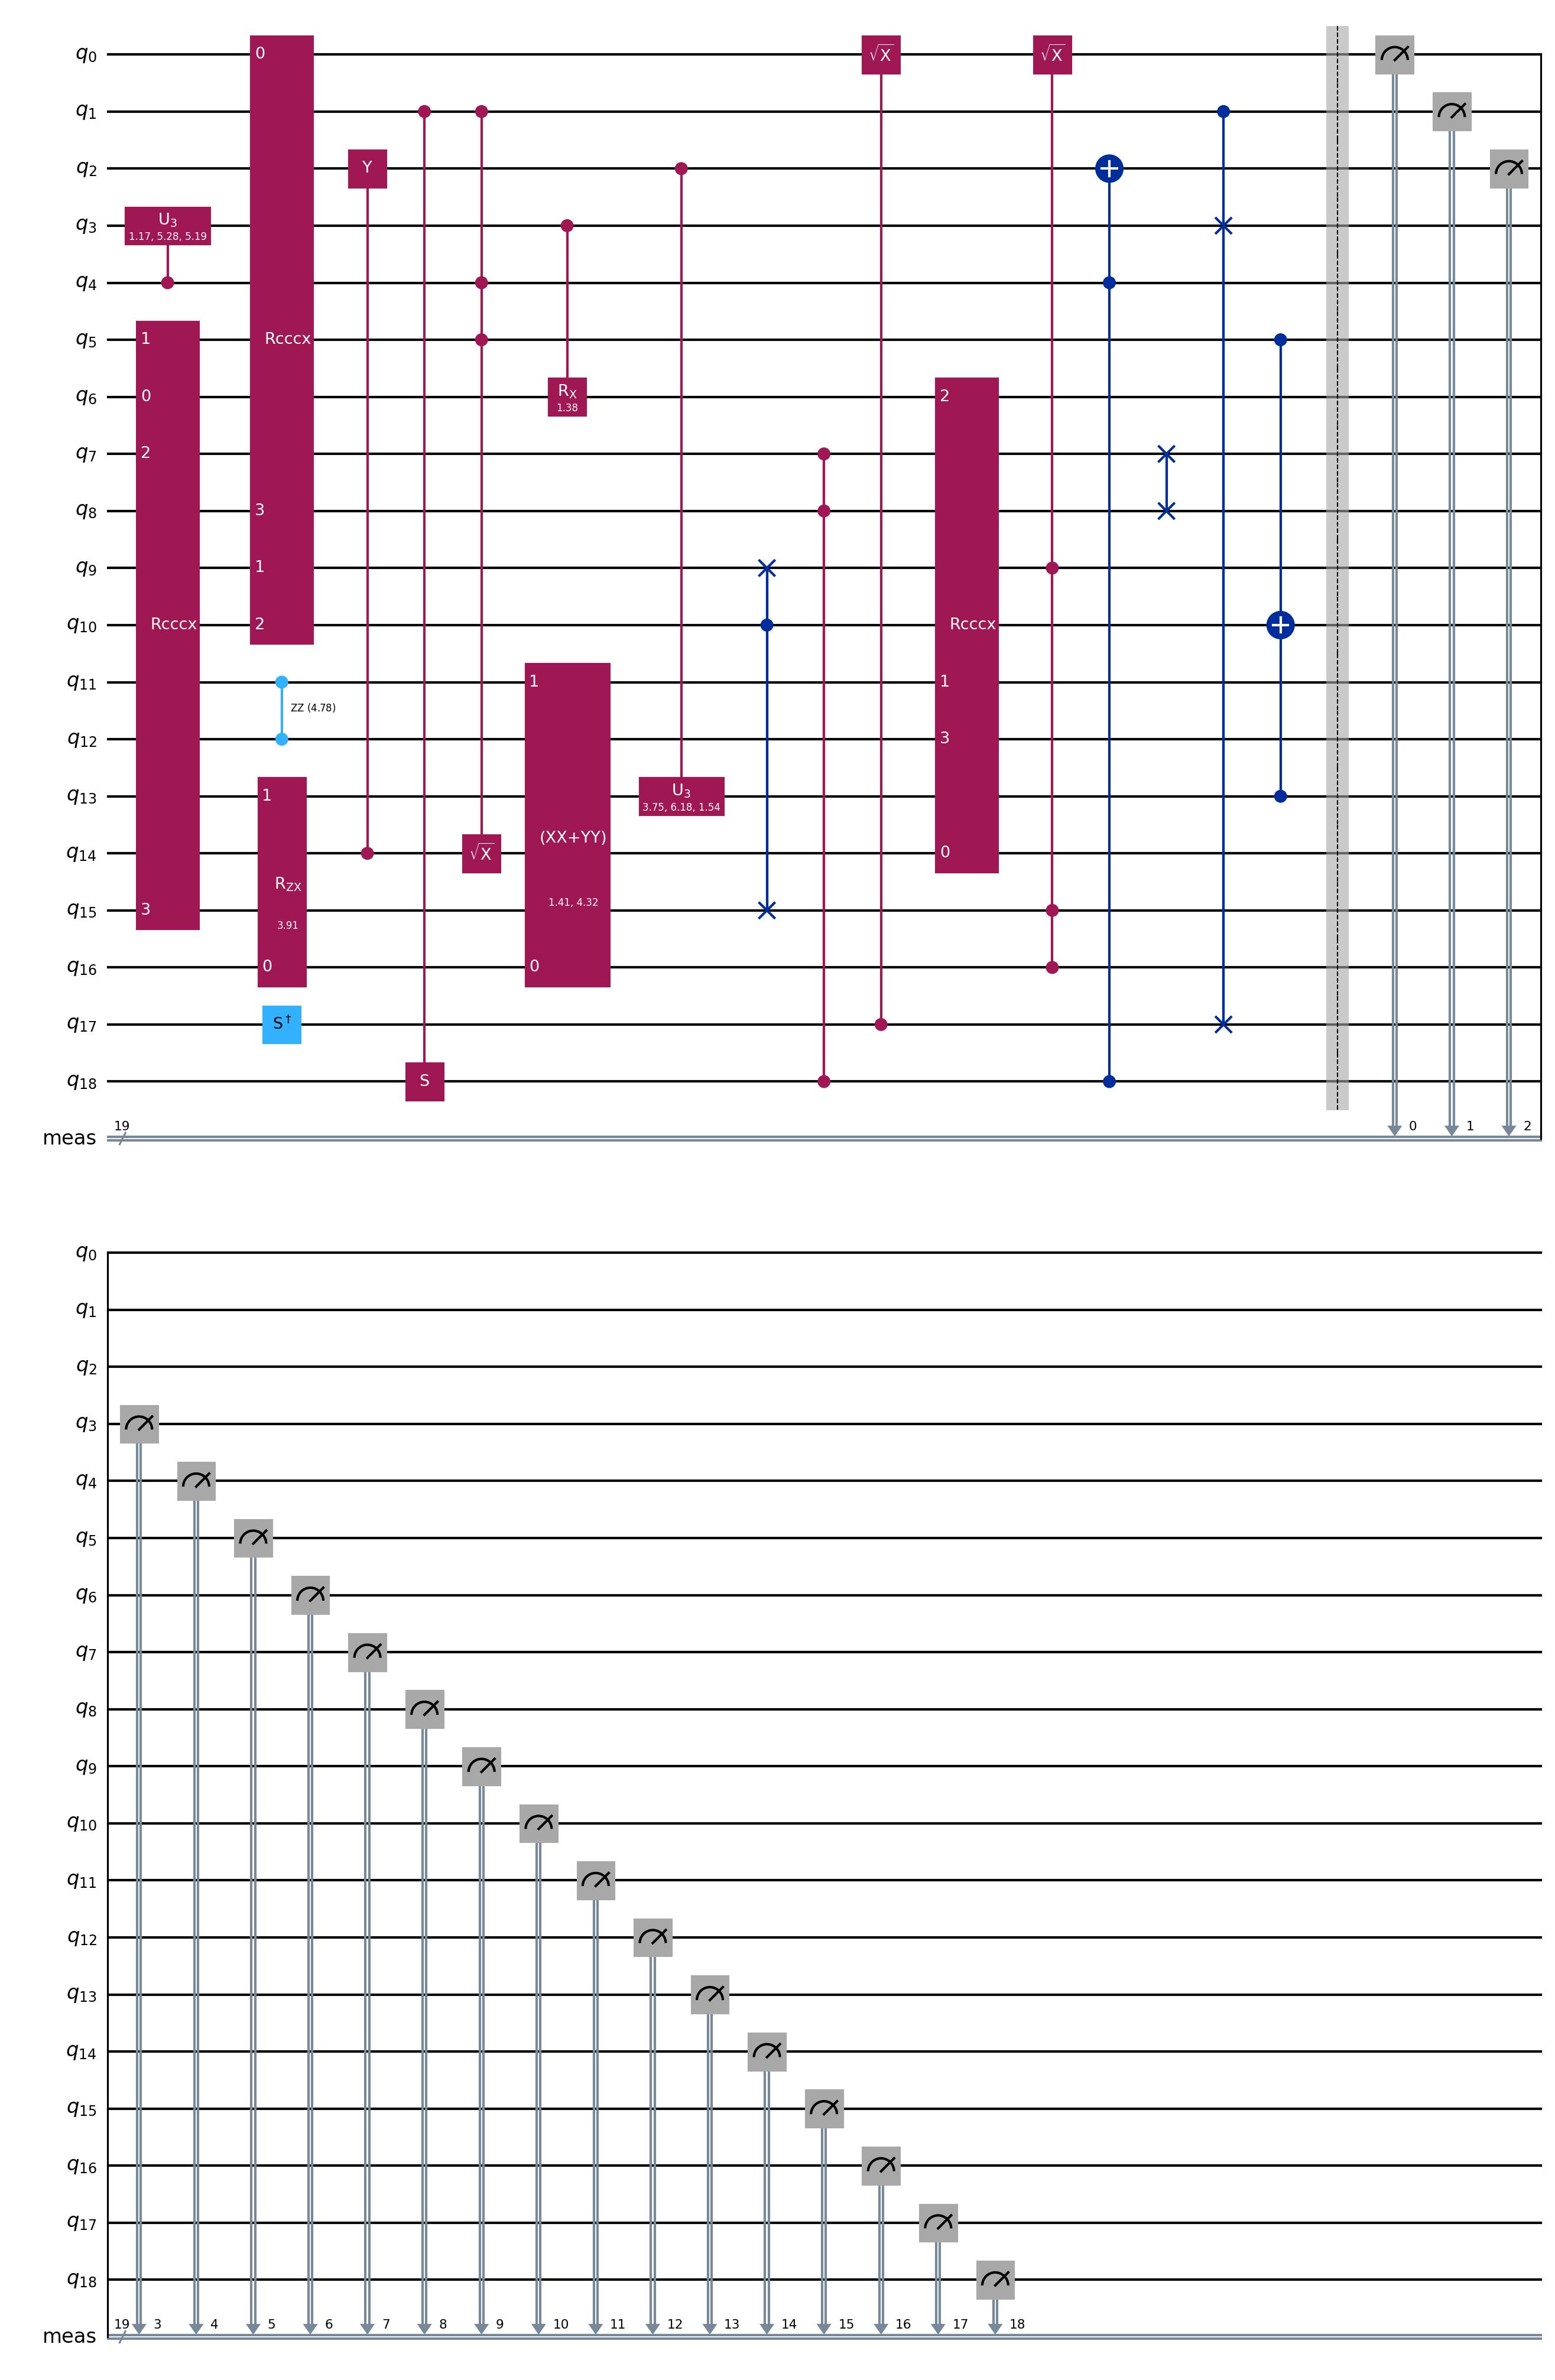 q0 0 √X √X
q1
q2 Y
q3 U3
1.17, 5.28, 5.19
q4
q5 1 Rcccx
q6 0 RX 2
1.38
q7 2
q8 3
q9 1
q10 Rcccx 2 Rcccx
q11 1 1
ZZ (4.78)
q12 3
q13 1 U3
3.75, 6.18, 1.54
q14 √X (XX+YY) 0
RZX
q15 3 3.91 1.41, 4.32
q16 0 0
q17 S†
q18 S
meas 19 0 1 2
q0
q1
q2
q3
q4
q5
q6
q7
q8
q9
q10
q11
q12
q13
q14
q15
q16
q17
q18
meas 19 3 4 5 6 7 8 9 10 11 12 13 14 15 16 17 18